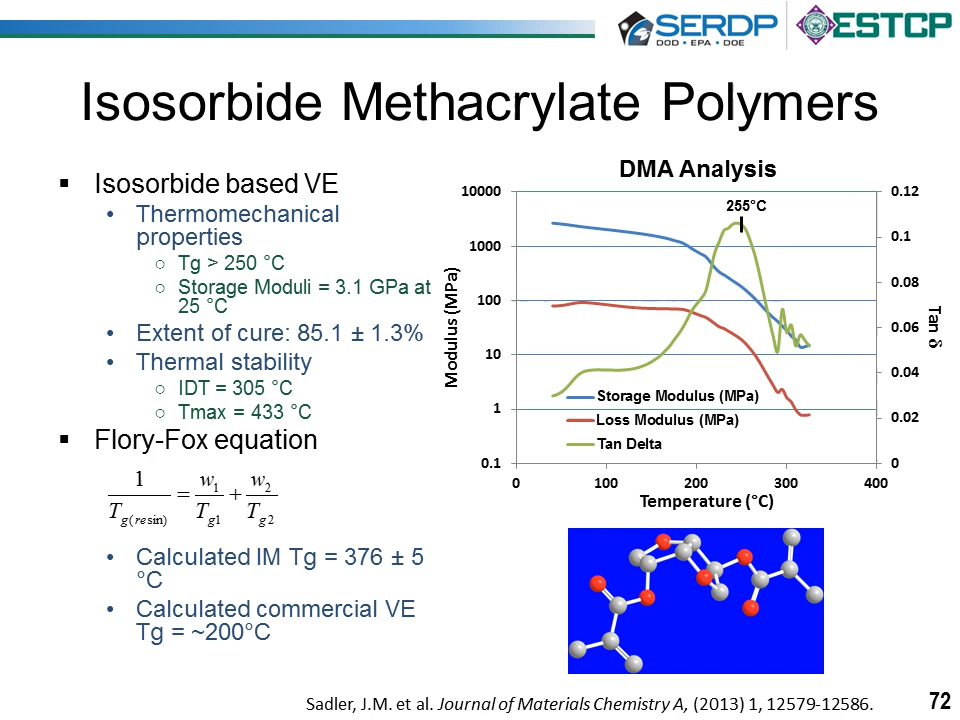 SERDP
DOD • EPA • DOE
ESTCP
Isosorbide Methacrylate Polymers
▪ Isosorbide based VE
• Thermomechanical
properties
○ Tg > 250 °C
○ Storage Moduli = 3.1 GPa at
25 °C
• Extent of cure: 85.1 ± 1.3%
• Thermal stability
○ IDT = 305 °C
○ Tmax = 433 °C
▪ Flory-Fox equation
1/T_g(resin) = w_1/T_g1 + w_2/T_g2
• Calculated IM Tg = 376 ± 5
°C
• Calculated commercial VE
Tg = ~200°C
DMA Analysis
255°C
Modulus (MPa)
10000
1000
100
10
1
0.1
0.12
0.1
0.08
0.06
0.04
0.02
0
Tan δ
Storage Modulus (MPa)
Loss Modulus (MPa)
Tan Delta
0 100 200 300 400
Temperature (°C)
Sadler, J.M. et al. Journal of Materials Chemistry A, (2013) 1, 12579-12586.
72